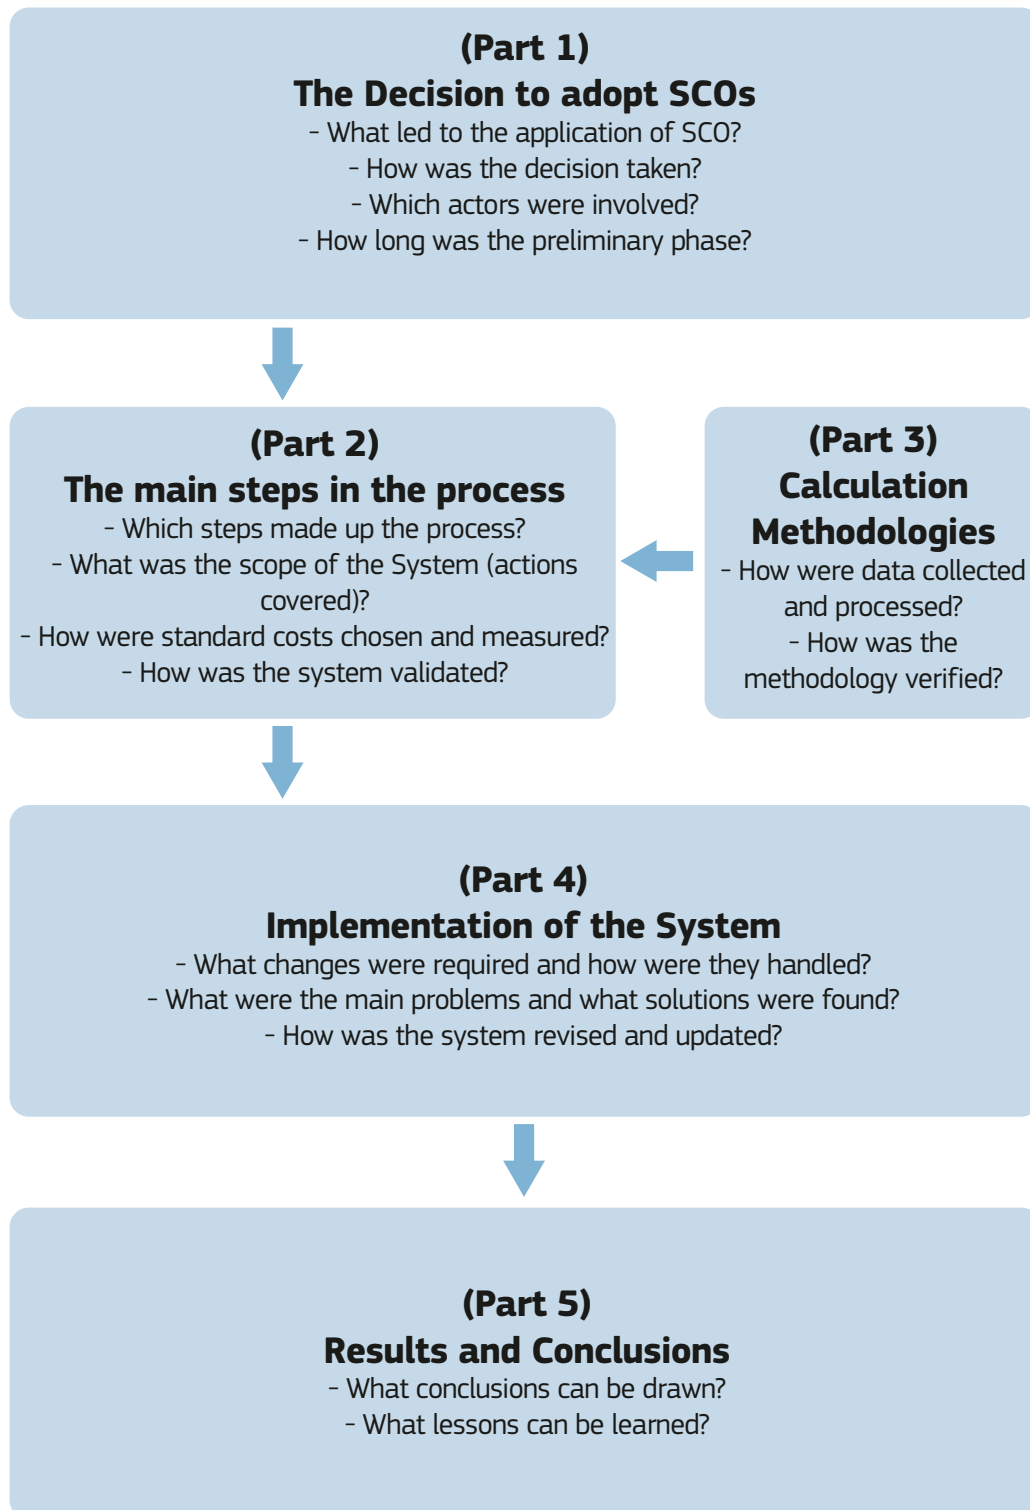 (Part 1)
The Decision to adopt SCOs
- What led to the application of SCO?
- How was the decision taken?
- Which actors were involved?
- How long was the preliminary phase?
(Part 2)
The main steps in the process
- Which steps made up the process?
- What was the scope of the System (actions
covered)?
- How were standard costs chosen and measured?
- How was the system validated?
(Part 3)
Calculation
Methodologies
- How were data collected
and processed?
- How was the
methodology verified?
(Part 4)
Implementation of the System
- What changes were required and how were they handled?
- What were the main problems and what solutions were found?
- How was the system revised and updated?
(Part 5)
Results and Conclusions
- What conclusions can be drawn?
- What lessons can be learned?